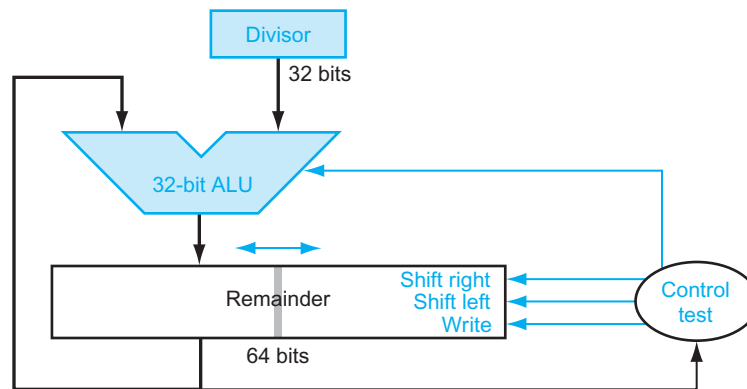 Divisor
32 bits
32-bit ALU
Shift right
Remainder
Shift left
Write
Control
test
64 bits